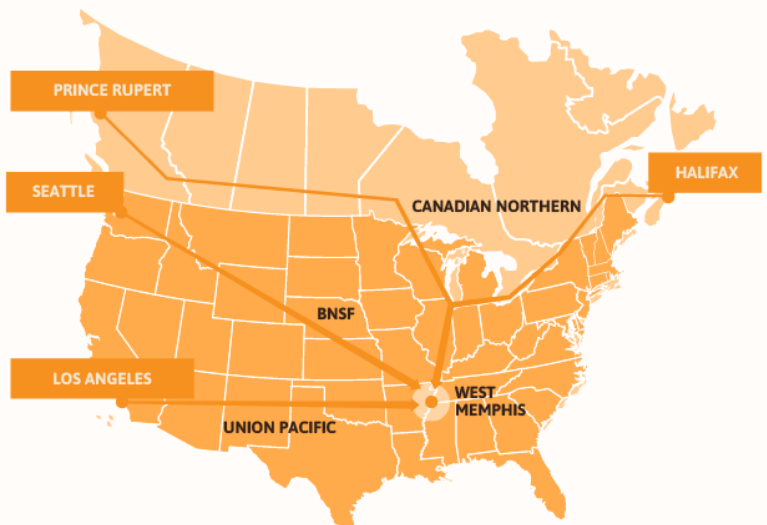 PRINCE RUPERT
HALIFAX
SEATTLE
CANADIAN NORTHERN
BNSF
LOS ANGELES
WEST
MEMPHIS
UNION PACIFIC